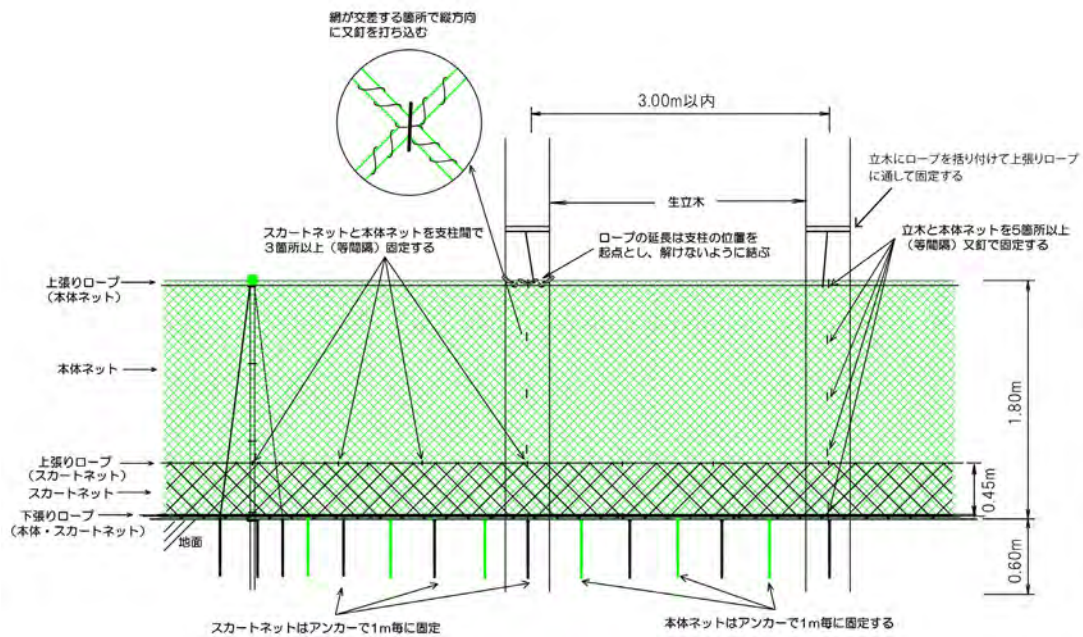 網が交差する箇所で縦方向
に又釘を打ち込む
3.00m以内
立木にロープを括り付けて上張りロープ
に通して固定する
生立木
スカートネットと本体ネットを支柱間で
3箇所以上（等間隔）固定する
ロープの延長は支柱の位置を
起点とし、解けないように結ぶ
立木と本体ネットを5箇所以上
（等間隔）又釘で固定する
上張りロープ
（本体ネット）
本体ネット
1.80m
上張りロープ
（スカートネット）
スカートネット
0.45m
下張りロープ
（本体・スカートネット）
地面
0.60m
スカートネットはアンカーで1m毎に固定
本体ネットはアンカーで1m毎に固定する